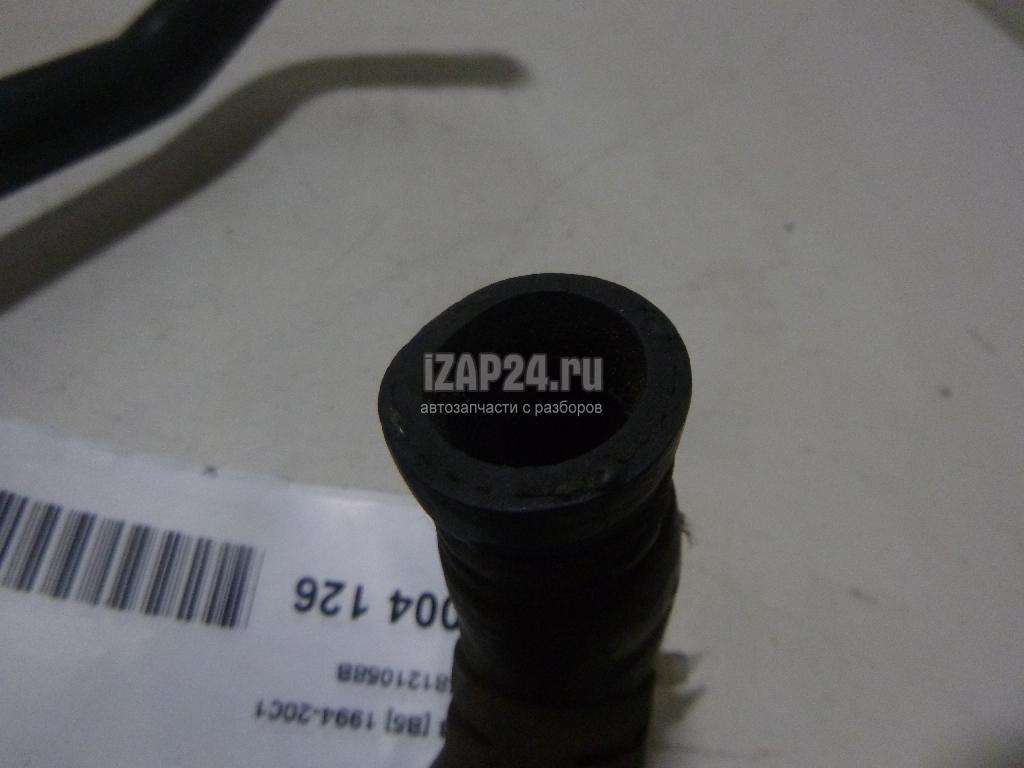 iZAP24.ru
автозапчасти с разборов
004 126
8121058B
[B5] 1994-20C1